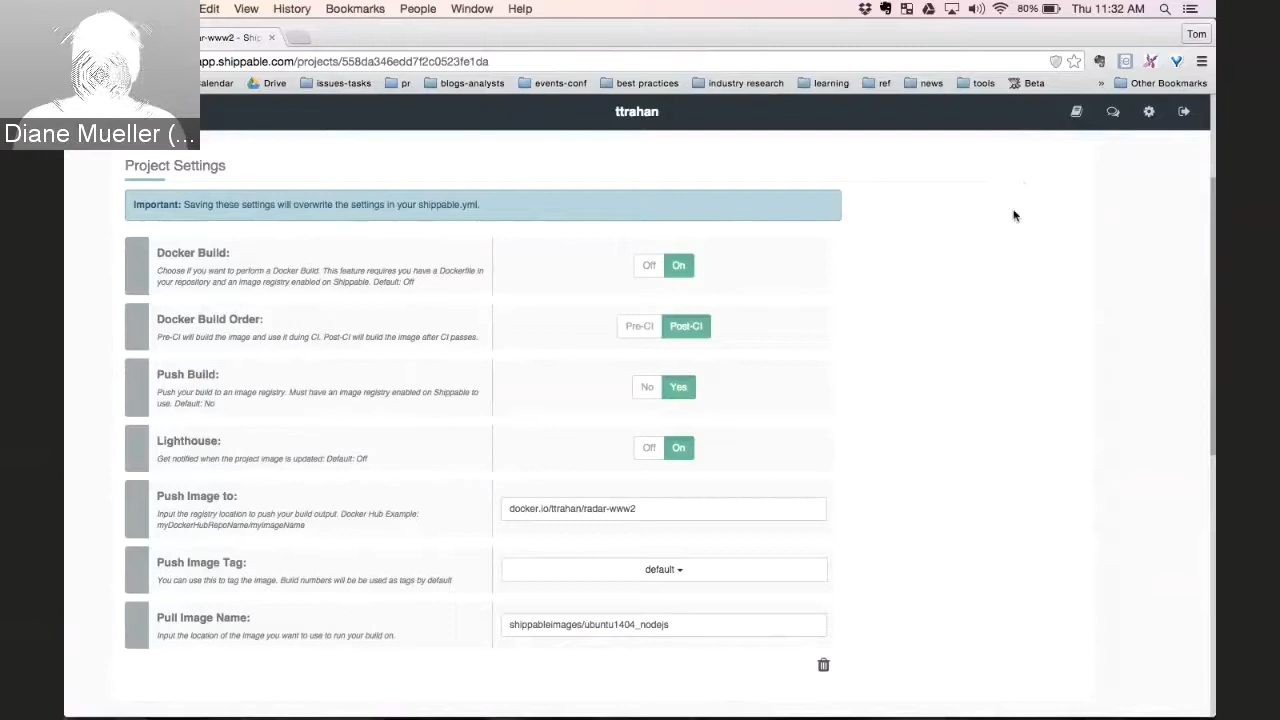 Edit View History Bookmarks People Window Help 80% Thu 11:32 AM
ar-www2 - Ship Tom
app.shippable.com/projects/558da346edd7f2c0523fe1da
alendar Drive issues-tasks pr blogs-analysts events-conf best practices industry research learning ref news tools Beta » Other Bookmarks
Diane Mueller (...
ttrahan
Project Settings
Important: Saving these settings will overwrite the settings in your shippable.yml.
Docker Build:
Choose if you want to perform a Docker Build. This feature requires you have a Dockerfile in
your repository and an image registry enabled on Shippable. Default: Off
Off On
Docker Build Order:
Pre-CI will build the image and use it duing CI. Post-CI will build the image after CI passes.
Pre-CI Post-CI
Push Build:
Push your build to an image registry. Must have an image registry enabled on Shippable to
use. Default: No
No Yes
Lighthouse:
Get notified when the project image is updated: Default: Off
Off On
Push Image to:
Input the registry location to push your build output. Docker Hub Example:
myDockerHubRepoName/myImageName
docker.io/ttrahan/radar-www2
Push Image Tag:
You can use this to tag the image. Build numbers will be be used as tags by default
default
Pull Image Name:
Input the location of the image you want to use to run your build on.
shippableimages/ubuntu1404_nodejs